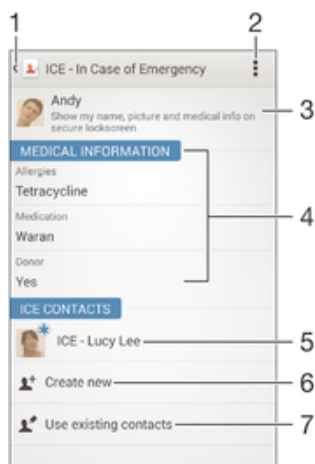 1 2
ICE - In Case of Emergency
Andy
Show my name, picture and medical info on
secure lockscreen
3
MEDICAL INFORMATION
Allergies
Tetracycline
Medication
4
Waran
Donor
Yes
ICE CONTACTS
ICE - Lucy Lee 5
Create new 6
Use existing contacts 7